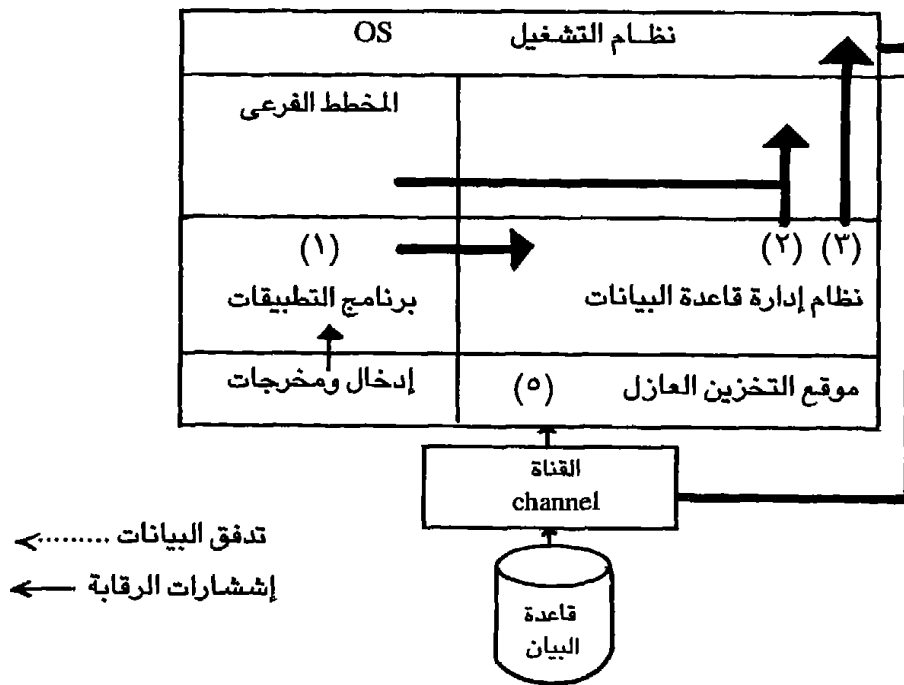 نظام التشغيل OS
المخطط الفرعى
(١) (٢) (٣)
برنامج التطبيقات نظام إدارة قاعدة البيانات
إدخال ومخرجات (٥) موقع التخزين العازل
القناة
channel
تدفق البيانات .........
إششارات الرقابة
قاعدة
البيان